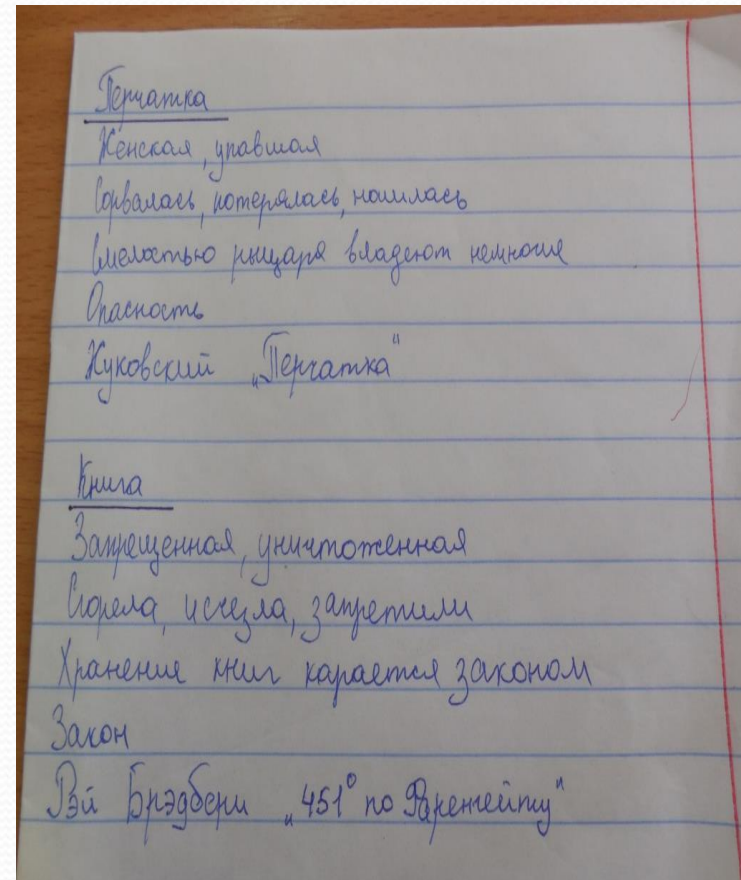 Перчатка
Женская, упавшая
Сорвалась, потерялась, нашлась
Смелостью рыцаря владеют немногие
Опасность
Жуковский „Перчатка"
Книга
Запрещенная, уничтоженная
Сгорела, исчезла, запретили
Хранение книг карается законом
Закон
Рэй Брэдбери „451° по Фаренгейту"